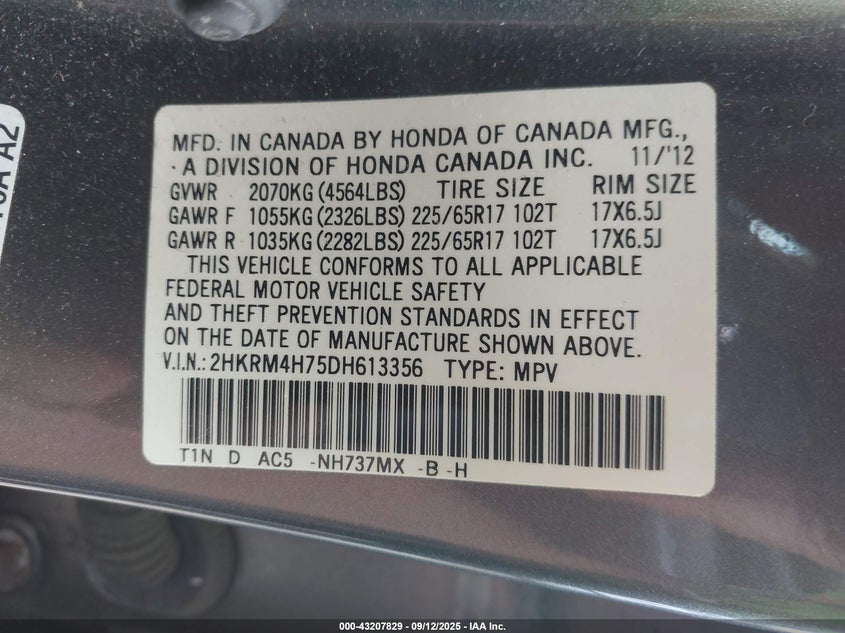 MFD. IN CANADA BY HONDA OF CANADA MFG.,
A DIVISION OF HONDA CANADA INC. 11/'12
GVWR 2070KG (4564LBS) TIRE SIZE RIM SIZE
GAWR F 1055KG (2326LBS) 225/65R17 102T 17X6.5J
GAWR R 1035KG (2282LBS) 225/65R17 102T 17X6.5J
THIS VEHICLE CONFORMS TO ALL APPLICABLE
FEDERAL MOTOR VEHICLE SAFETY
AND THEFT PREVENTION STANDARDS IN EFFECT
ON THE DATE OF MANUFACTURE SHOWN ABOVE.
V.I.N.: 2HKRM4H75DH613356 TYPE: MPV
T1N D AC5 -NH737MX -B -H
A2
000-43207829 - 09/12/2025 - IAA Inc.